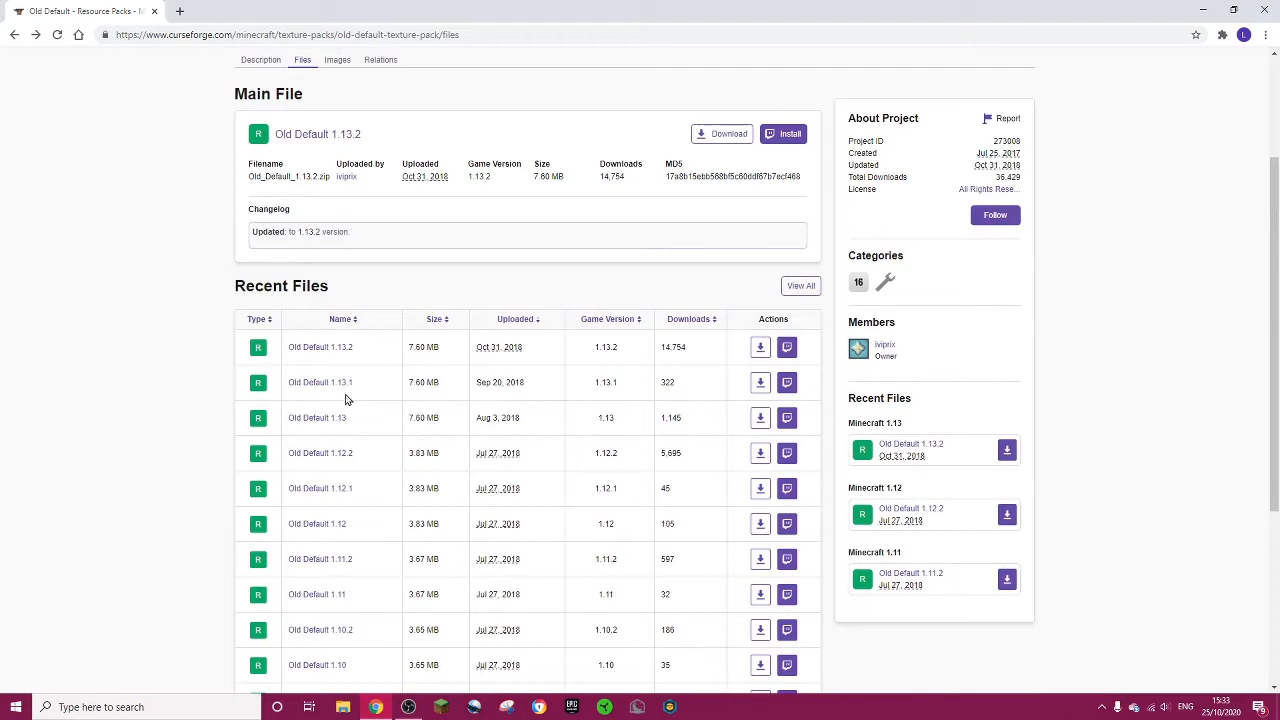 Old Default - Resource Packs - M
https://www.curseforge.com/minecraft/texture-packs/old-default-texture-pack/files
L
Description Files Images Relations
Main File
R Old Default 1.13.2 Download Install
Filename Uploaded by Uploaded Game Version Size Downloads MD5
Old_Default_1.13.2.zip iviprix Oct 31, 2018 1.13.2 7.60 MB 14,754 17a8b15ebb568bf5c60ddf67b7ecf468
Changelog
Updated: to 1.13.2 version.
Recent Files View All
Type Name Size Uploaded Game Version Downloads Actions
R Old Default 1.13.2 7.60 MB Oct 31, 2018 1.13.2 14,754
R Old Default 1.13.1 7.60 MB Sep 20, 2018 1.13.1 322
R Old Default 1.13 7.60 MB Aug 3, 2018 1.13 1,145
R Old Default 1.12.2 3.83 MB Jul 27, 2018 1.12.2 5,695
R Old Default 1.12.1 3.83 MB Jul 27, 2018 1.12.1 45
R Old Default 1.12 3.83 MB Jul 27, 2018 1.12 105
R Old Default 1.11.2 3.67 MB Jul 27, 2018 1.11.2 597
R Old Default 1.11 3.67 MB Jul 27, 2018 1.11 32
R Old Default 1.10.2 3.65 MB Jul 27, 2018 1.10.2 186
R Old Default 1.10 3.65 MB Jul 27, 2018 1.10 35
About Project Report
Project ID 273008
Created Jul 25, 2017
Updated Oct 31, 2018
Total Downloads 36,429
License All Rights Rese...
Follow
Categories
16
Members
iviprix
Owner
Recent Files
Minecraft 1.13
R Old Default 1.13.2
Oct 31, 2018
Minecraft 1.12
R Old Default 1.12.2
Jul 27, 2018
Minecraft 1.11
R Old Default 1.11.2
Jul 27, 2018
Type here to search
EPIC
ENG
15:33
25/10/2020